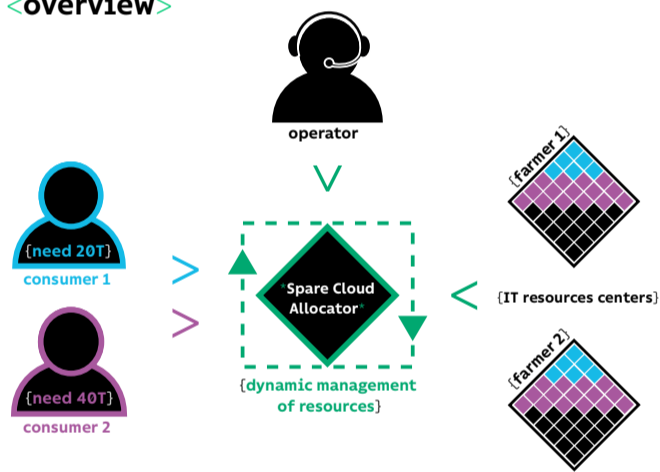 <overview>
operator
{farmer 1}
{need 20T}
consumer 1
*Spare Cloud
Allocator*
{IT resources centers}
{need 40T}
consumer 2
{dynamic management
of resources}
{farmer 2}